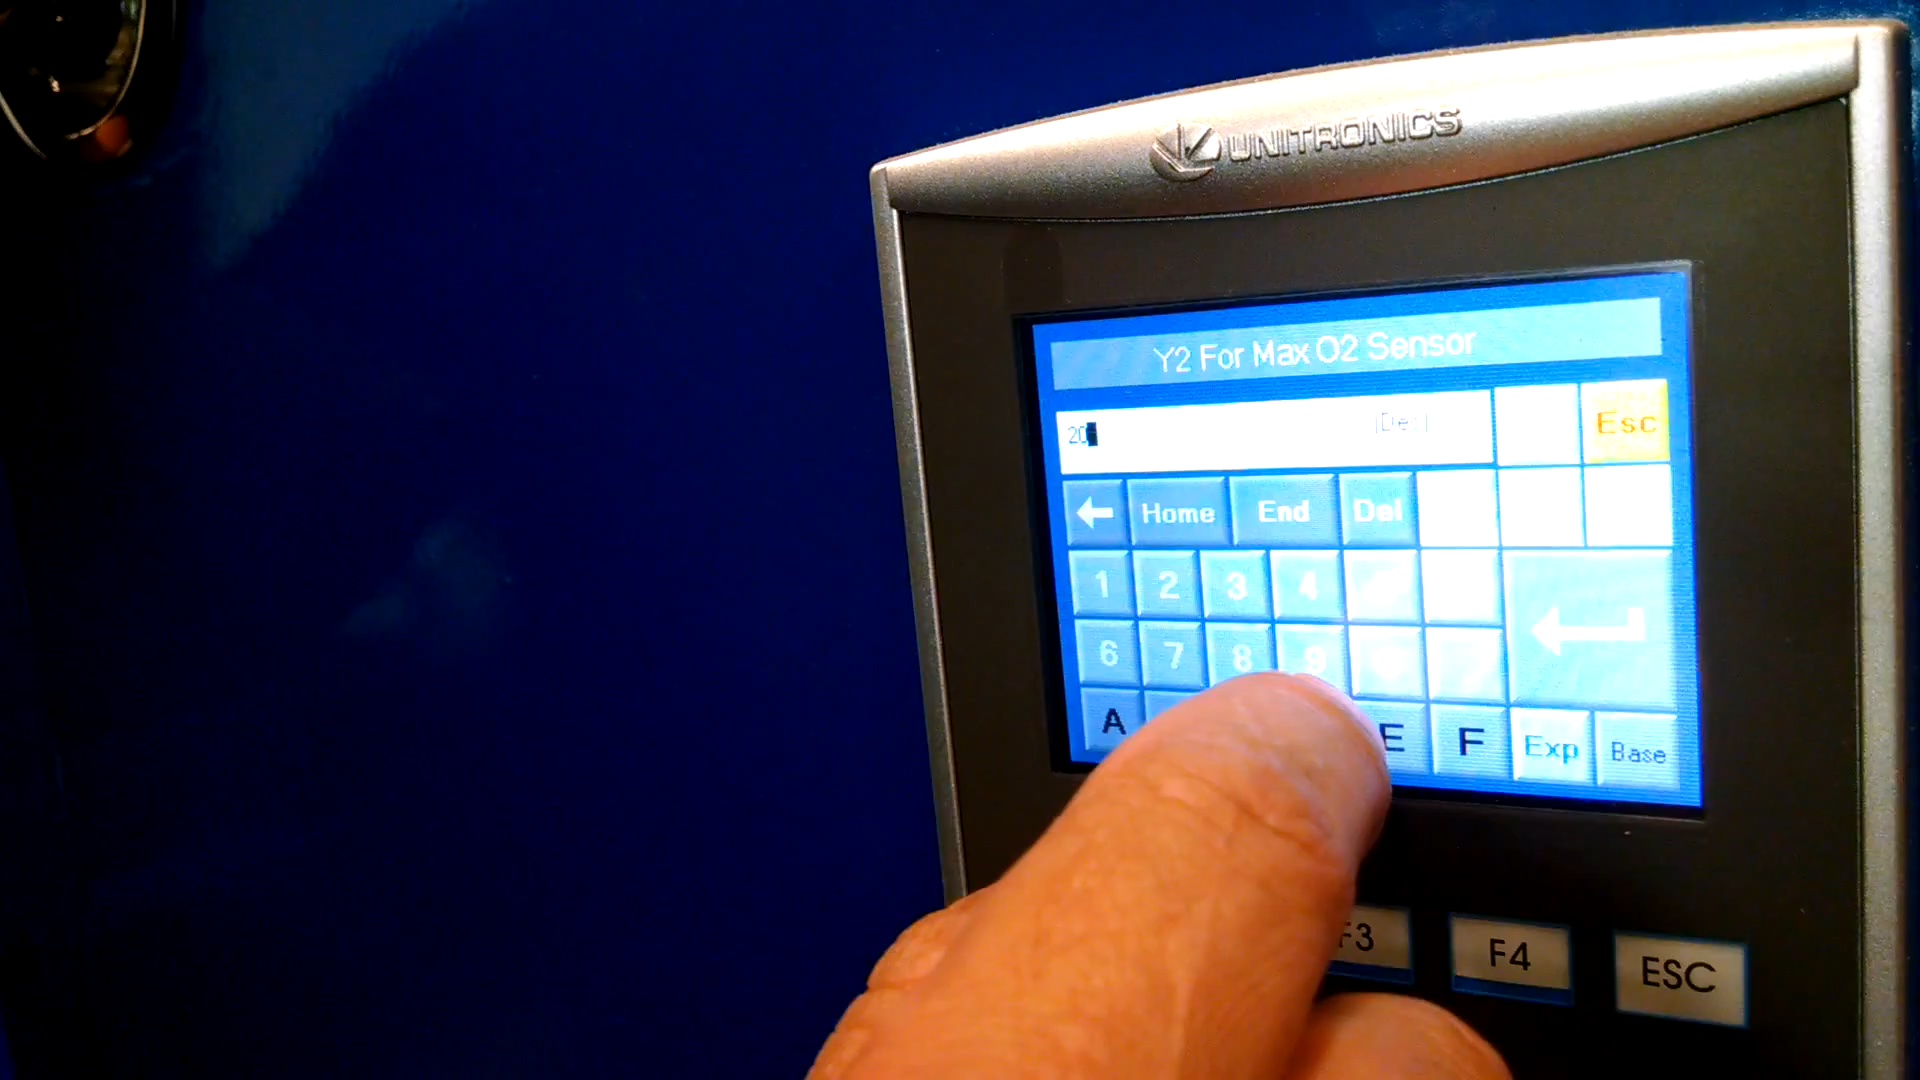 UNITRONICS
Y2 For Max O2 Sensor
20
Esc
Home End Del
1 2 3 4
6 7 8 9
A E F Exp Base
F3 F4 ESC